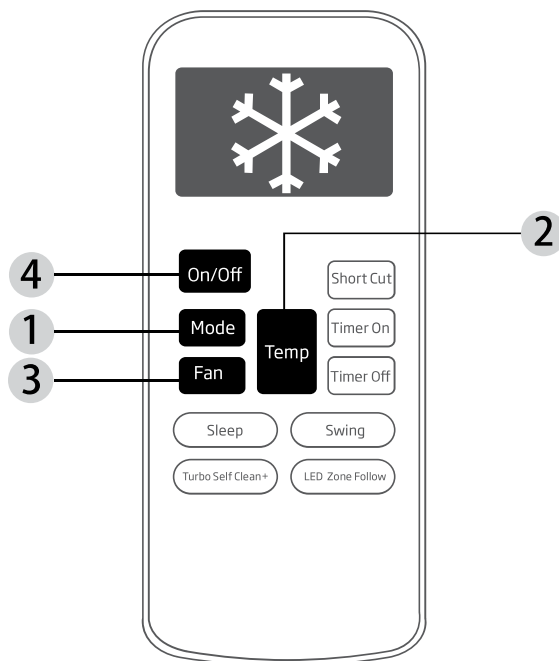 2
4
On/Off
Short Cut
1
Mode
Temp
Timer On
3
Fan
Timer Off
Sleep
Swing
Turbo Self Clean+
LED Zone Follow